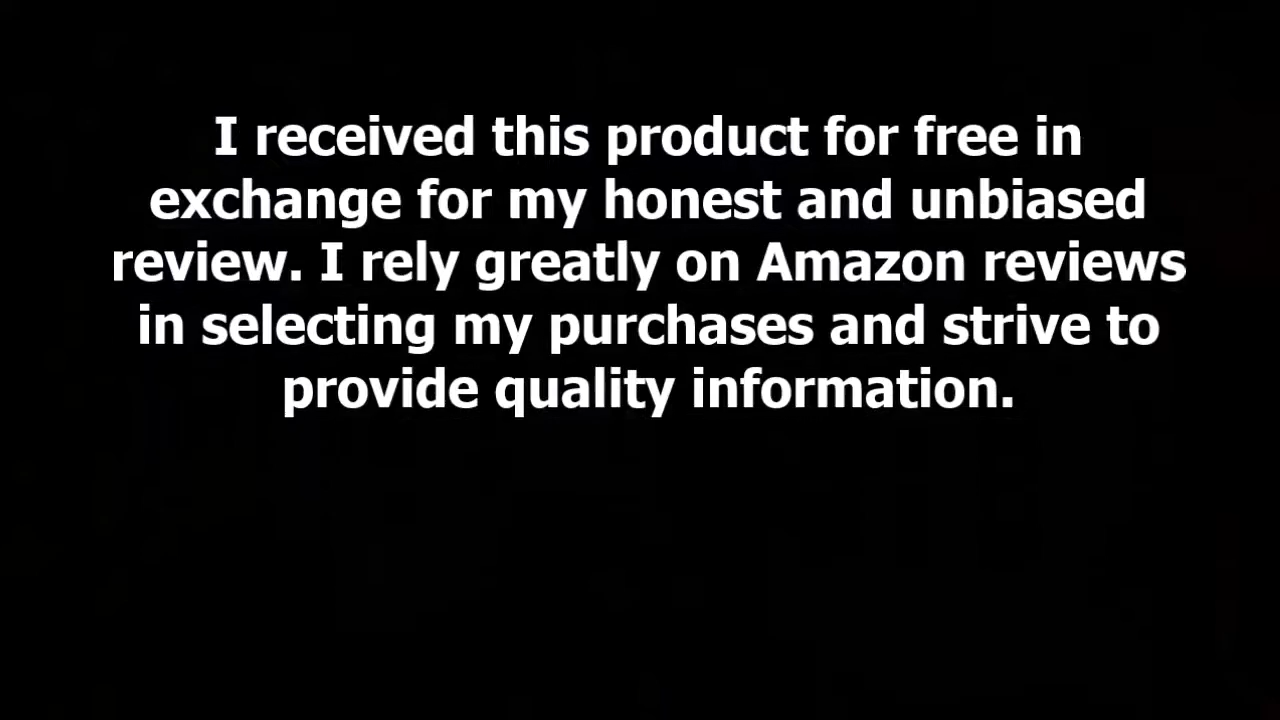 I received this product for free in
exchange for my honest and unbiased
review. I rely greatly on Amazon reviews
in selecting my purchases and strive to
provide quality information.